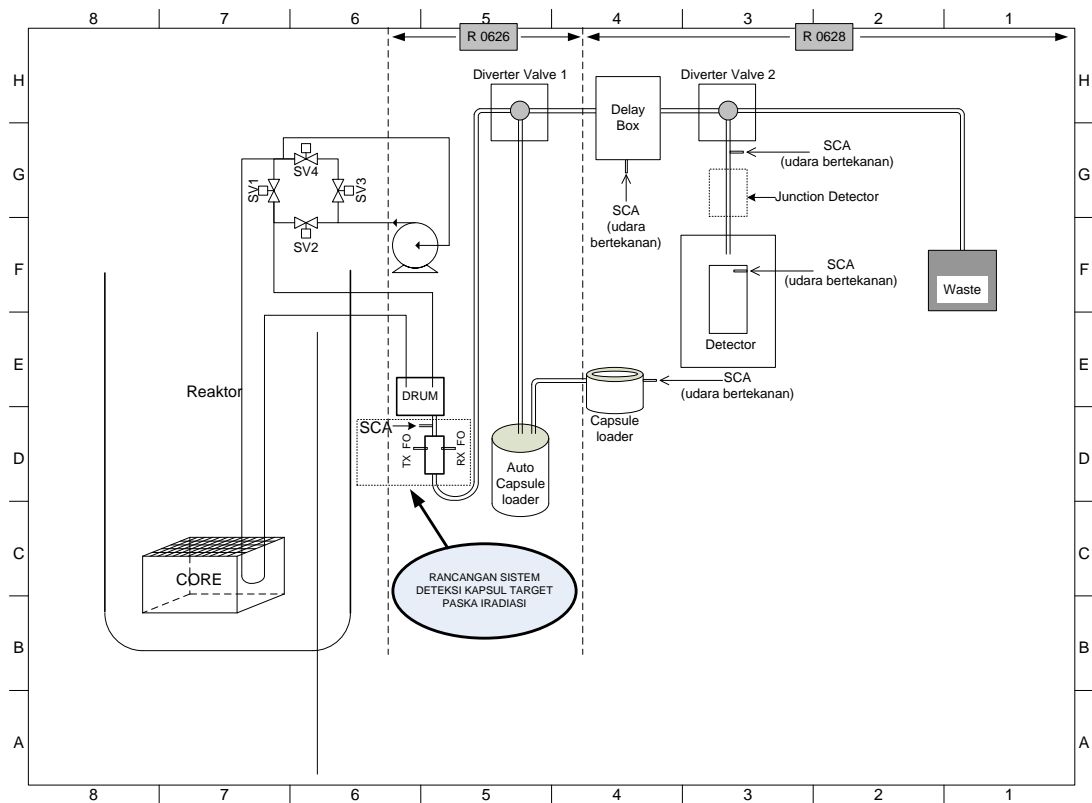 8 7 6 5 4 3 2 1
R 0626
R 0628
H
H
Diverter Valve 1
Diverter Valve 2
Delay
Box
G
G
SCA
(udara bertekanan)
SV4
SV1
SV3
SV2
Junction Detector
SCA
(udara
bertekanan)
F
F
SCA
(udara bertekanan)
Waste
Detector
E
E
Reaktor
DRUM
SCA
(udara bertekanan)
Capsule
loader
D
D
SCA
TX FO
RX FO
Auto
Capsule
loader
C
C
CORE
RANCANGAN SISTEM
DETEKSI KAPSUL TARGET
PASKA IRADIASI
B
B
A
A
8 7 6 5 4 3 2 1